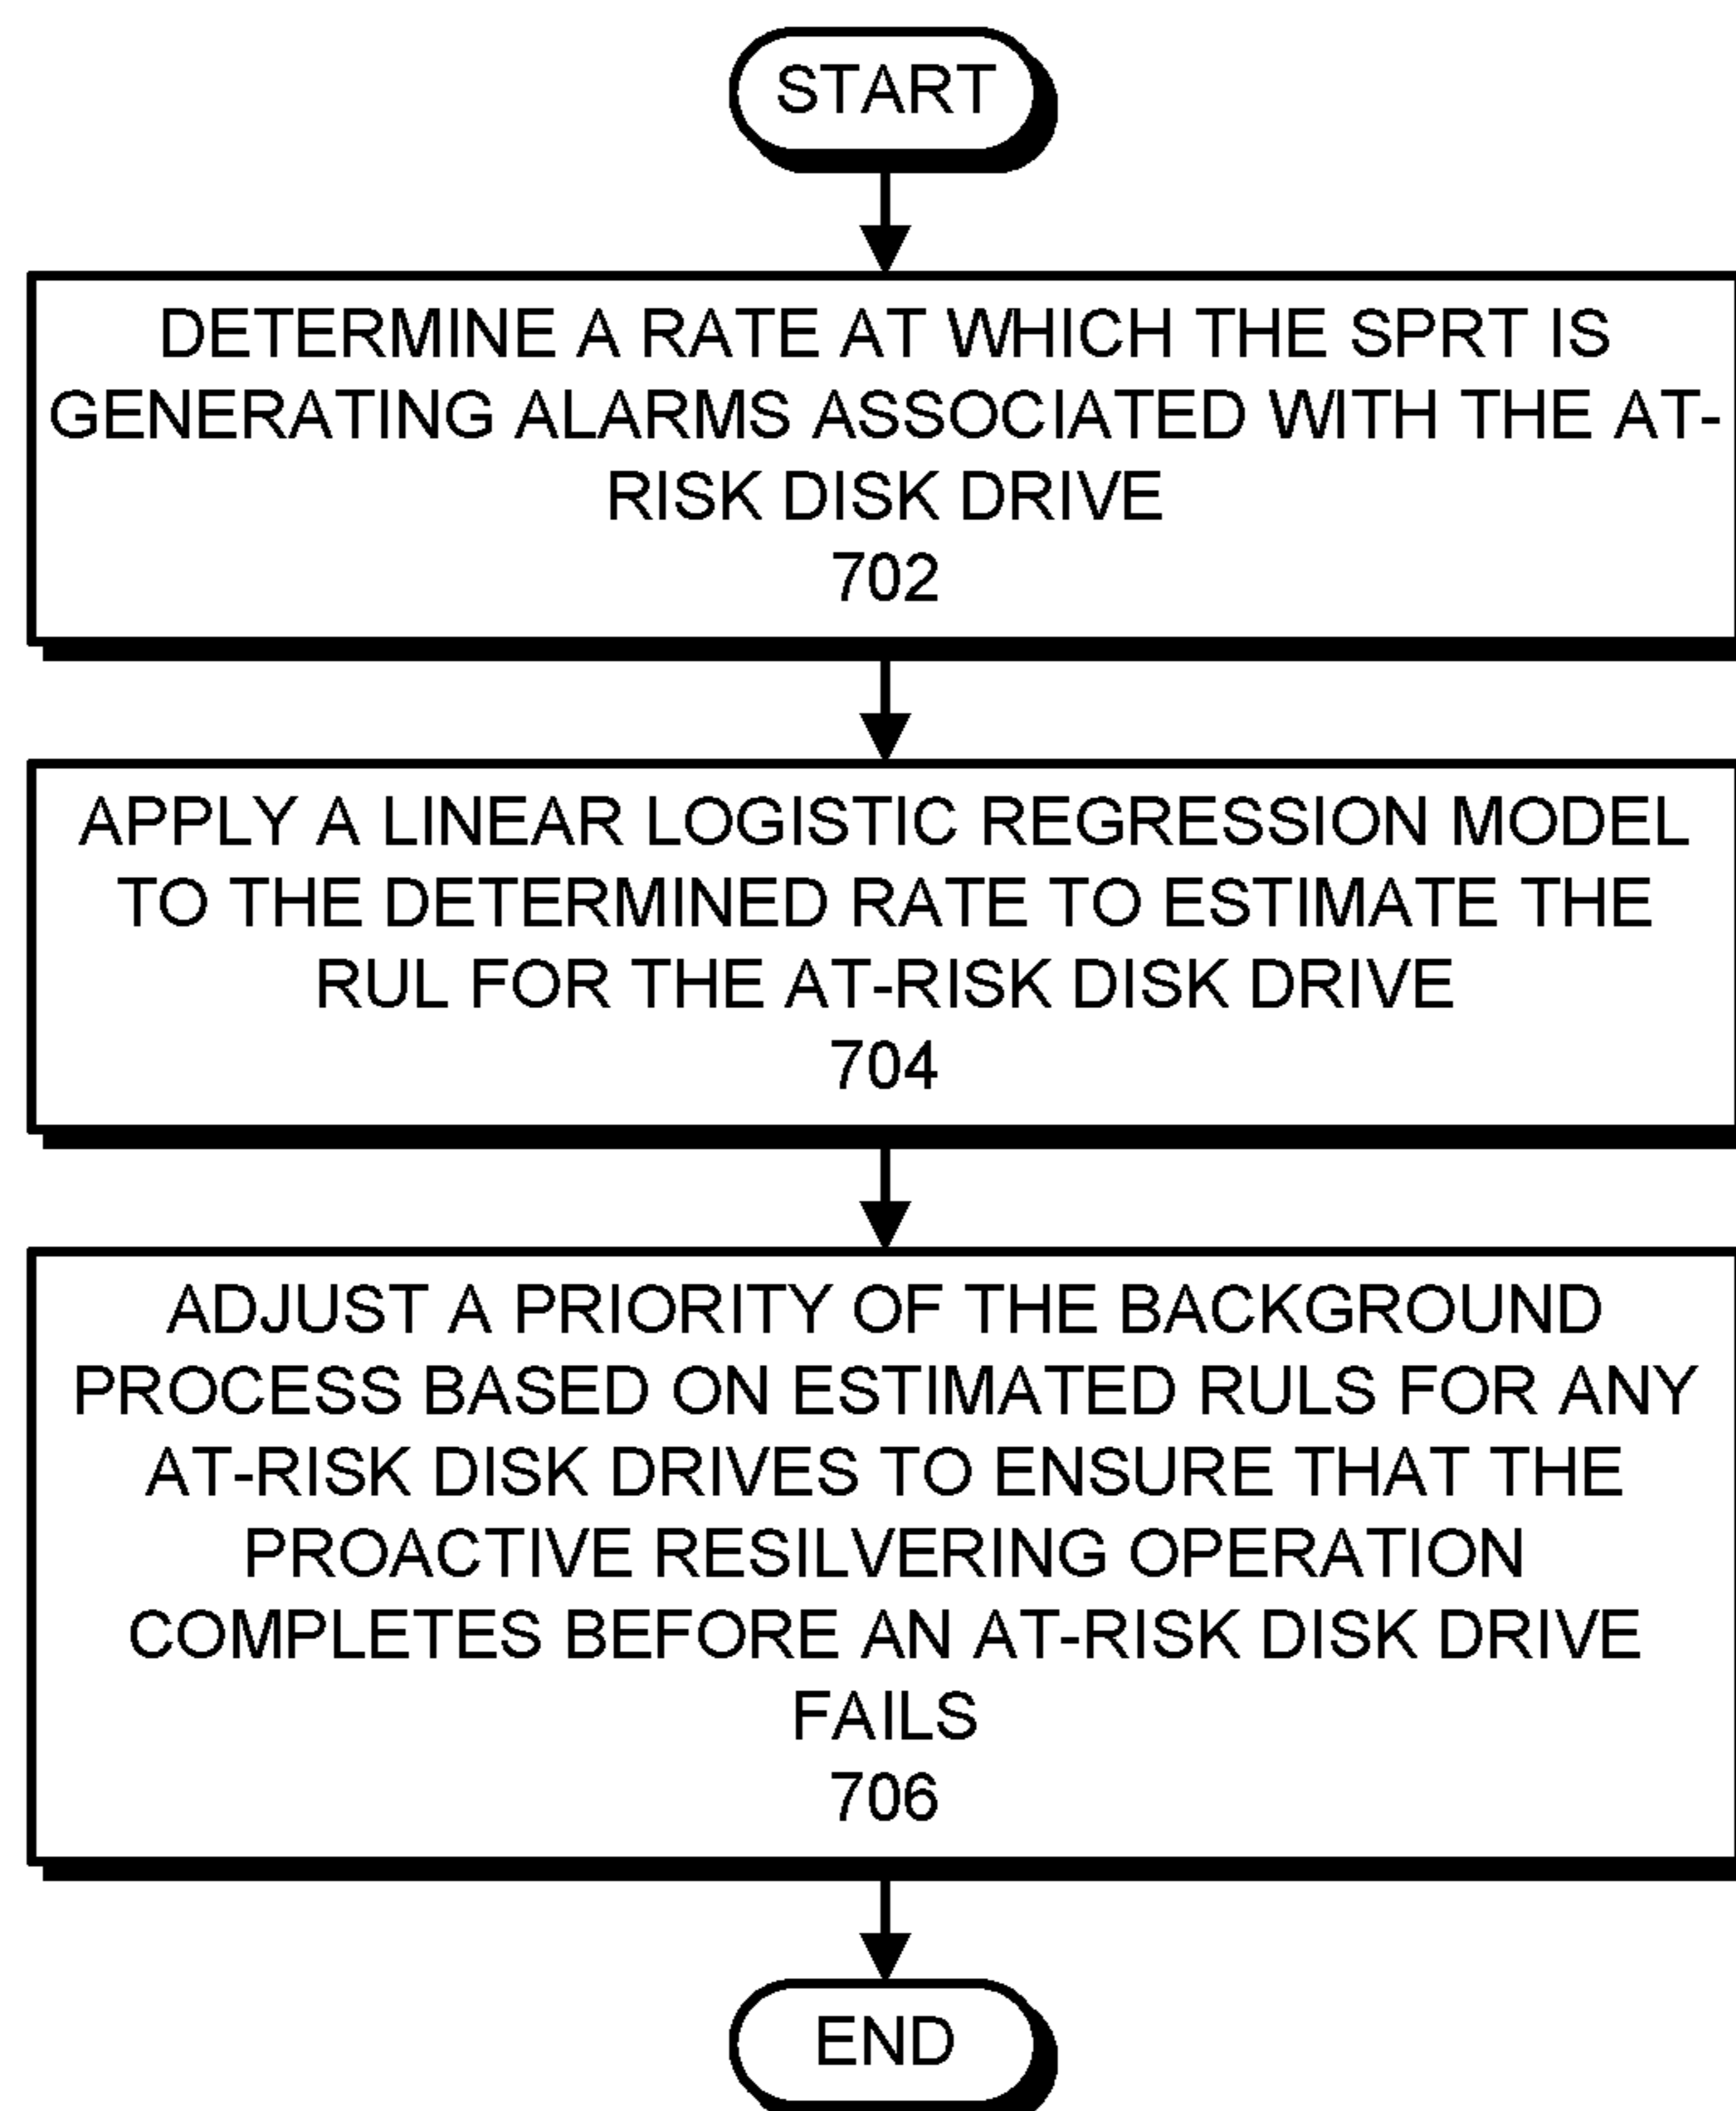 START
DETERMINE A RATE AT WHICH THE SPRT IS
GENERATING ALARMS ASSOCIATED WITH THE AT-
RISK DISK DRIVE
702
APPLY A LINEAR LOGISTIC REGRESSION MODEL
TO THE DETERMINED RATE TO ESTIMATE THE
RUL FOR THE AT-RISK DISK DRIVE
704
ADJUST A PRIORITY OF THE BACKGROUND
PROCESS BASED ON ESTIMATED RULS FOR ANY
AT-RISK DISK DRIVES TO ENSURE THAT THE
PROACTIVE RESILVERING OPERATION
COMPLETES BEFORE AN AT-RISK DISK DRIVE
FAILS
706
END